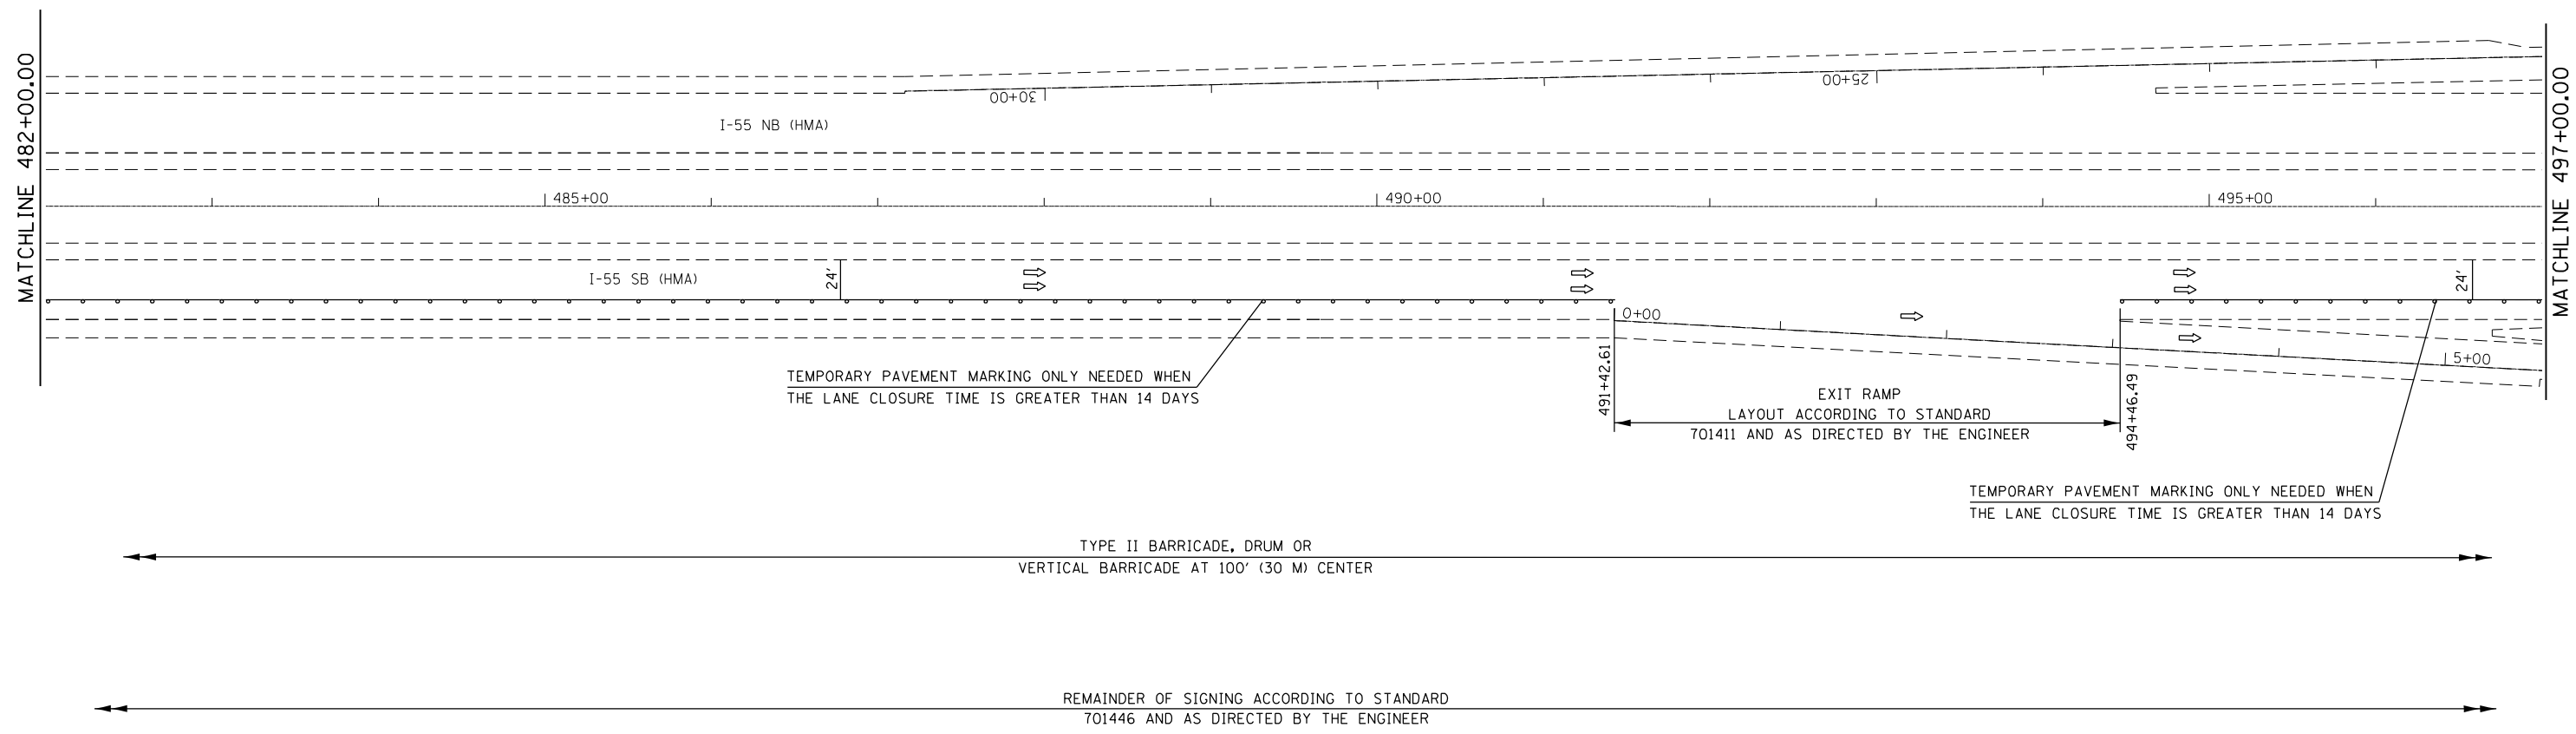 MATCHLINE 482+00.00
30+00
25+00
I-55 NB (HMA)
485+00
490+00
495+00
MATCHLINE 497+00.00
I-55 SB (HMA)
24'
24'
0+00
5+00
491+42.61
494+46.49
TEMPORARY PAVEMENT MARKING ONLY NEEDED WHEN
THE LANE CLOSURE TIME IS GREATER THAN 14 DAYS
EXIT RAMP
LAYOUT ACCORDING TO STANDARD
701411 AND AS DIRECTED BY THE ENGINEER
TEMPORARY PAVEMENT MARKING ONLY NEEDED WHEN
THE LANE CLOSURE TIME IS GREATER THAN 14 DAYS
TYPE II BARRICADE, DRUM OR
VERTICAL BARRICADE AT 100' (30 M) CENTER
REMAINDER OF SIGNING ACCORDING TO STANDARD
701446 AND AS DIRECTED BY THE ENGINEER